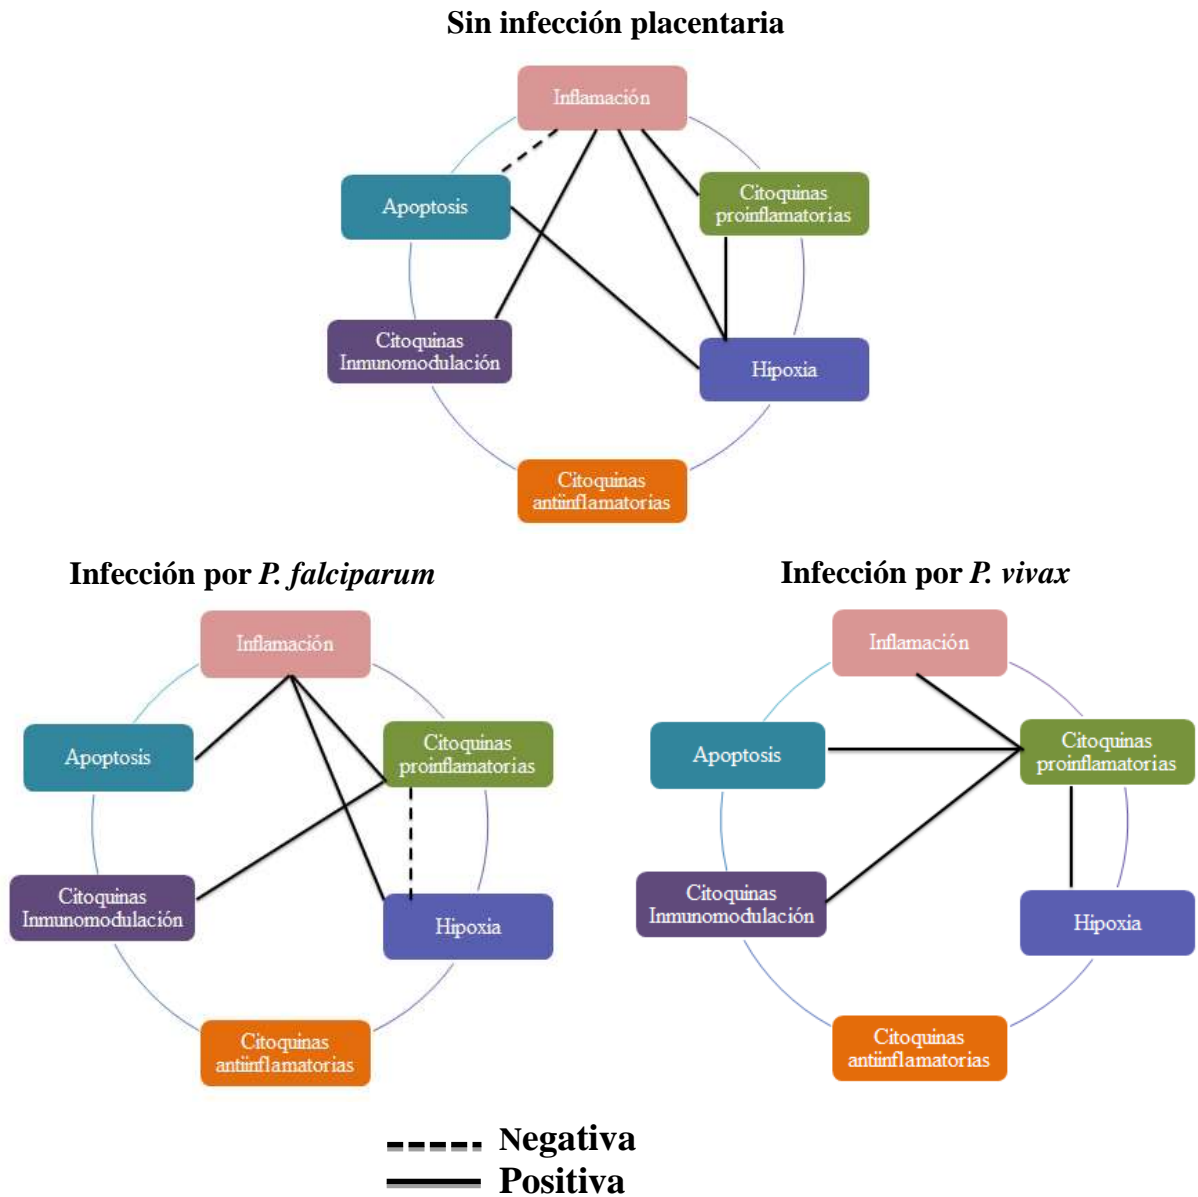 Sin infección placentaria
Inflamación
Apoptosis
Citoquinas
proinflamatorias
Citoquinas
Inmunomodulación
Hipoxia
Citoquinas
antiinflamatorias
Infección por P. falciparum
Inflamación
Apoptosis
Citoquinas
proinflamatorias
Citoquinas
Inmunomodulación
Hipoxia
Citoquinas
antiinflamatorias
Infección por P. vivax
Inflamación
Apoptosis
Citoquinas
proinflamatorias
Citoquinas
Inmunomodulación
Hipoxia
Citoquinas
antiinflamatorias
Negativa
Positiva